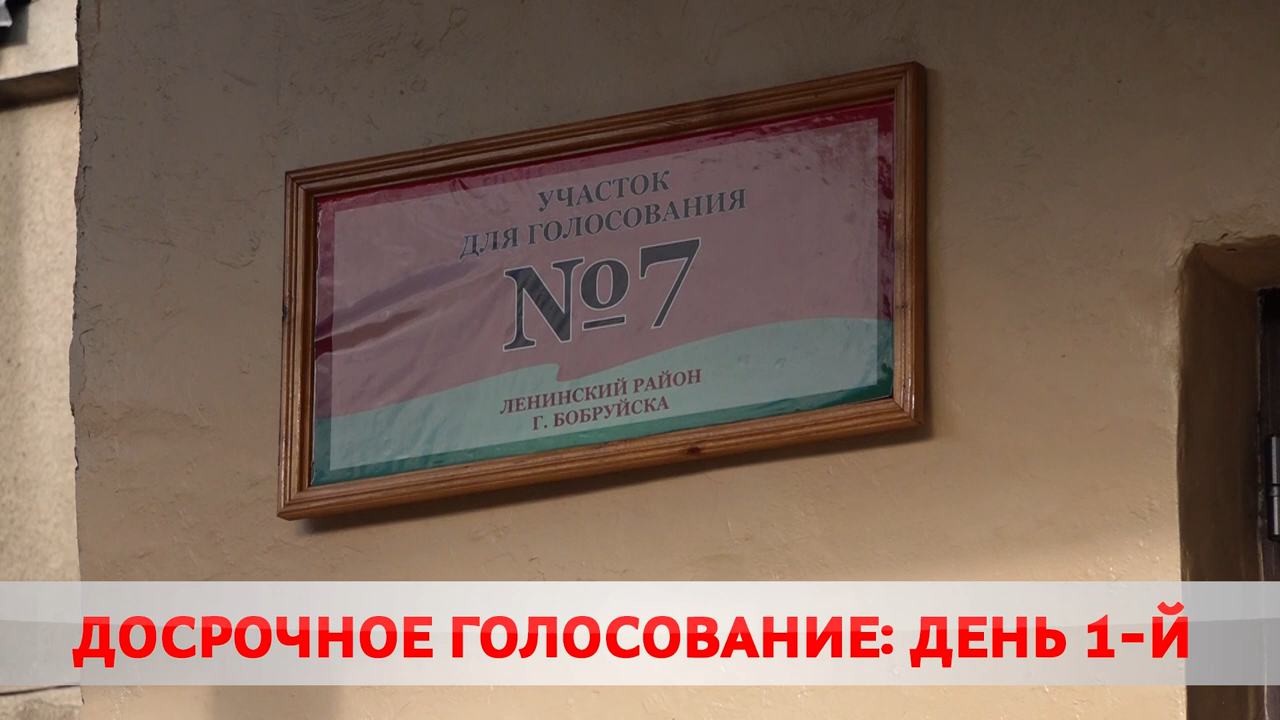 УЧАСТОК
ДЛЯ ГОЛОСОВАНИЯ
№7
ЛЕНИНСКИЙ РАЙОН
Г. БОБРУЙСКА
ДОСРОЧНОЕ ГОЛОСОВАНИЕ: ДЕНЬ 1-Й